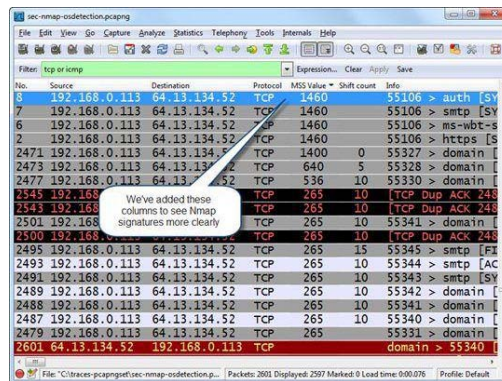 sec-nmap-osdetection.pcapng
File Edit View Go Capture Analyze Statistics Telephony Tools Internals Help
Filter: tcp or icmp Expression... Clear Apply Save
No. Source Destination Protocol MSS Value Shift count Info
8 192.168.0.113 64.13.134.52 TCP 1460 55106 > auth [SY
7 192.168.0.113 64.13.134.52 TCP 1460 55106 > smtp [SY
6 192.168.0.113 64.13.134.52 TCP 1460 55106 > ms-wbt-s
2 192.168.0.113 64.13.134.52 TCP 1460 55106 > https [S
2471 192.168.0.113 64.13.134.52 TCP 1400 0 55327 > domain [
2473 192.168.0.113 64.13.134.52 TCP 640 5 55328 > domain [
2477 192.168.0.113 64.13.134.52 TCP 536 10 55330 > domain [
2545 192.168 TCP 265 10 [TCP Dup ACK 248
2543 192.168 TCP 265 10 [TCP Dup ACK 248
2501 192.168 TCP 265 10 55341 > domain [
2500 192.168 TCP 265 10 [TCP Dup ACK 248
We've added these
columns to see Nmap
signatures more clearly
2495 192.168.0.113 64.13.134.52 TCP 265 15 55345 > smtp [FI
2493 192.168.0.113 64.13.134.52 TCP 265 10 55344 > smtp [AC
2491 192.168.0.113 64.13.134.52 TCP 265 10 55343 > smtp [SY
2489 192.168.0.113 64.13.134.52 TCP 265 10 55342 > domain [
2488 192.168.0.113 64.13.134.52 TCP 265 10 55341 > domain [
2487 192.168.0.113 64.13.134.52 TCP 265 10 55340 > domain [
2479 192.168.0.113 64.13.134.52 TCP 265 55331 > domain [
2601 64.13.134.52 192.168.0.113 TCP domain > 55340 [
File: "C:\traces-pcapngset\sec-nmap-osdetection.p... Packets: 2601 Displayed: 2597 Marked: 0 Load time: 0:00.076 Profile: Default